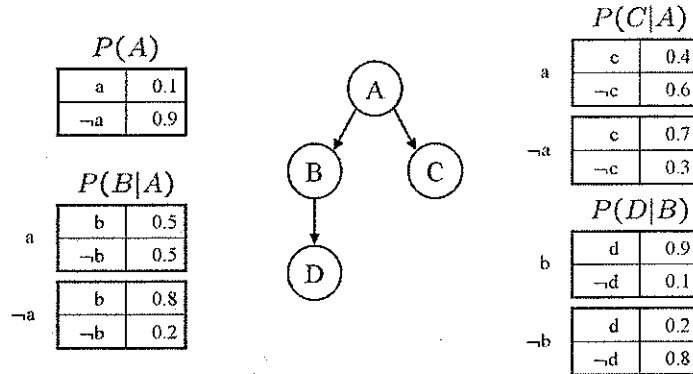 P(A)
a 0.1
¬a 0.9
P(B|A)
a
b 0.5
¬b 0.5
¬a
b 0.8
¬b 0.2
A
B
C
D
P(C|A)
a
c 0.4
¬c 0.6
¬a
c 0.7
¬c 0.3
P(D|B)
b
d 0.9
¬d 0.1
¬b
d 0.2
¬d 0.8